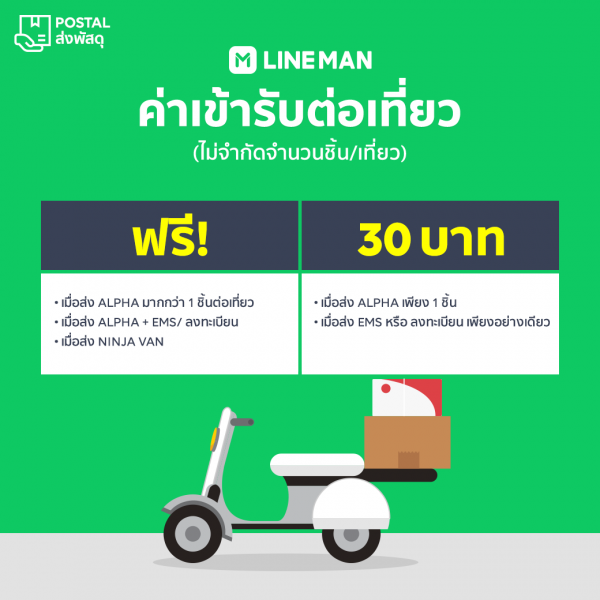 POSTAL
ส่งพัสดุ
LINE MAN
ค่าเข้ารับต่อเที่ยว
(ไม่จำกัดจำนวนชิ้น/เที่ยว)
ฟรี!
• เมื่อส่ง ALPHA มากกว่า 1 ชิ้นต่อเที่ยว
• เมื่อส่ง ALPHA + EMS/ ลงทะเบียน
• เมื่อส่ง NINJA VAN
30 บาท
• เมื่อส่ง ALPHA เพียง 1 ชิ้น
• เมื่อส่ง EMS หรือ ลงทะเบียน เพียงอย่างเดียว